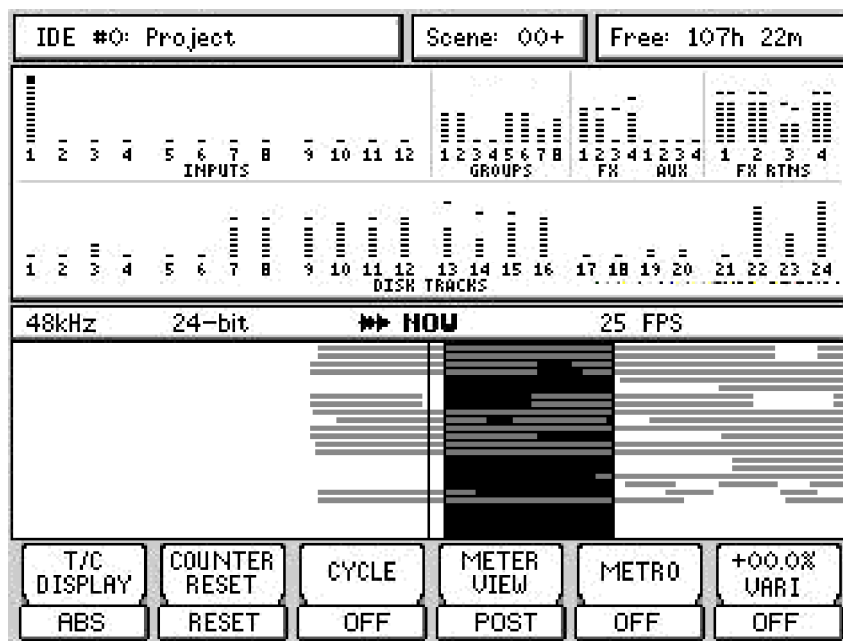 IDE #0: Project Scene: 00+ Free: 107h 22m
1 2 3 4 5 6 7 8 9 10 11 12 1 2 3 4 5 6 7 8 1 2 3 4 1 2 3 4 1 2 3 4
INPUTS GROUPS FX AUX FX RTNS
1 2 3 4 5 6 7 8 9 10 11 12 13 14 15 16 17 18 19 20 21 22 23 24
DISK TRACKS
48kHz 24-bit NOW 25 FPS
T/C COUNTER CYCLE METER METRO +00.0%
DISPLAY RESET VIEW VARI
ABS RESET OFF POST OFF OFF